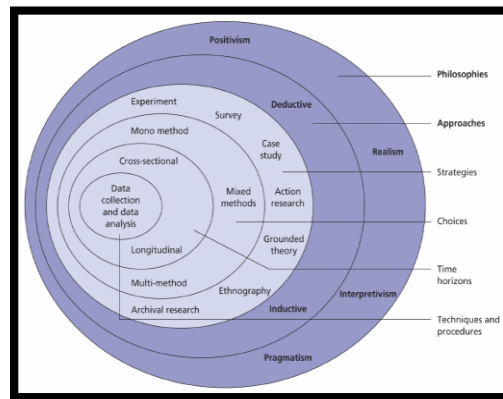 Positivism
Philosophies
Experiment
Survey
Deductive
Approaches
Mono method
Realism
Cross-sectional
Case
study
Strategies
Data
collection
and data
analysis
Mixed
methods
Action
research
Choices
Longitudinal
Grounded
theory
Time
horizons
Multi-method
Ethnography
Interpretivism
Archival research
Inductive
Techniques and
procedures
Pragmatism